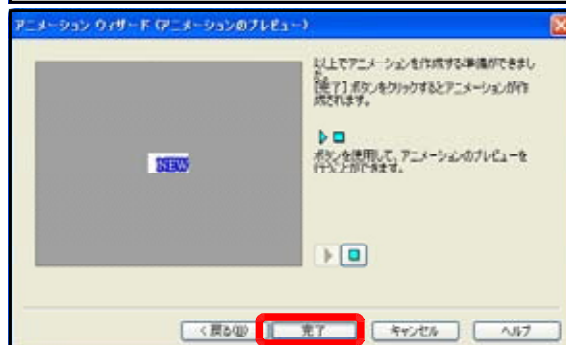 アニメーション ウィザード (アニメーションのプレビュー)
以上でアニメーションを作成する準備ができまし
た。
[完了] ボタンをクリックするとアニメーションが作
成されます。
ボタンを使用して、アニメーションのプレビューを
行うことができます。
NEW
< 戻る(B)
完了
キャンセル
ヘルプ